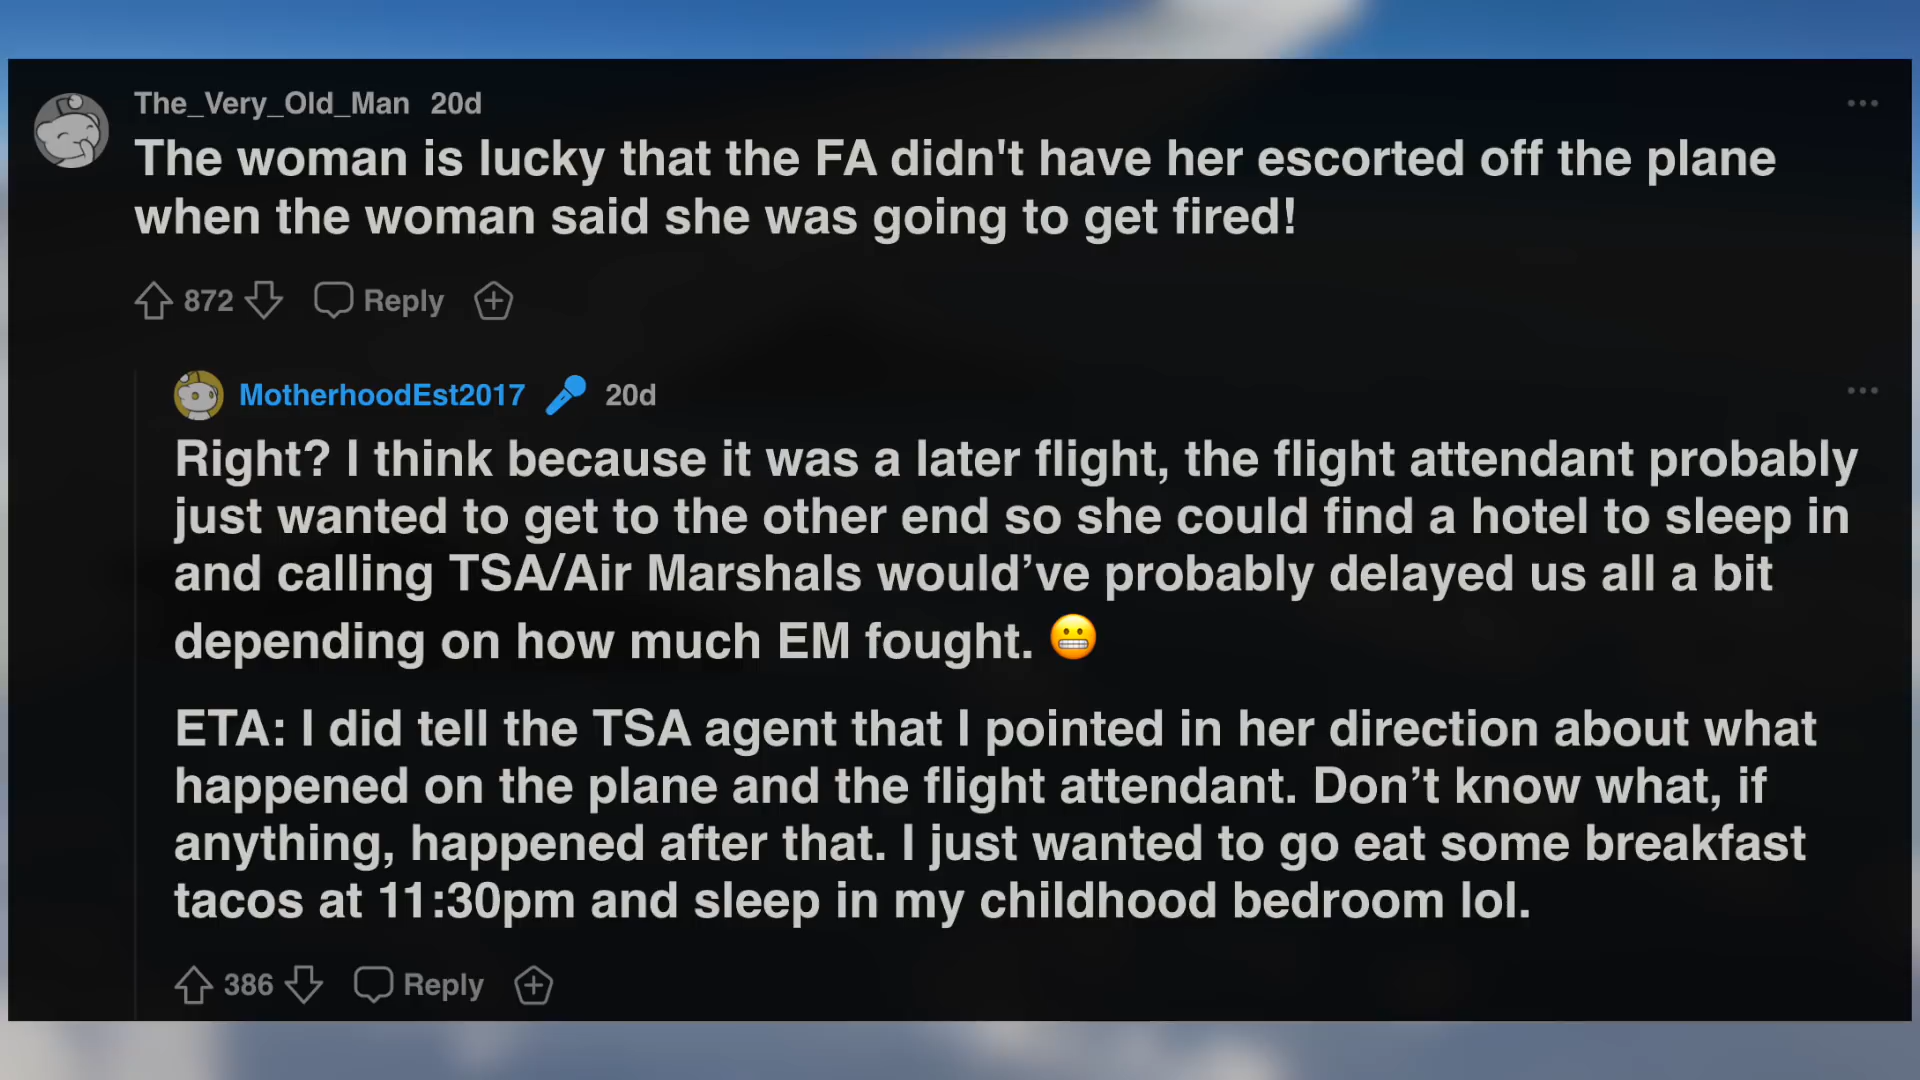 The_Very_Old_Man 20d
The woman is lucky that the FA didn't have her escorted off the plane
when the woman said she was going to get fired!
872 Reply
MotherhoodEst2017 20d
Right? I think because it was a later flight, the flight attendant probably
just wanted to get to the other end so she could find a hotel to sleep in
and calling TSA/Air Marshals would’ve probably delayed us all a bit
depending on how much EM fought. 😬
ETA: I did tell the TSA agent that I pointed in her direction about what
happened on the plane and the flight attendant. Don’t know what, if
anything, happened after that. I just wanted to go eat some breakfast
tacos at 11:30pm and sleep in my childhood bedroom lol.
386 Reply